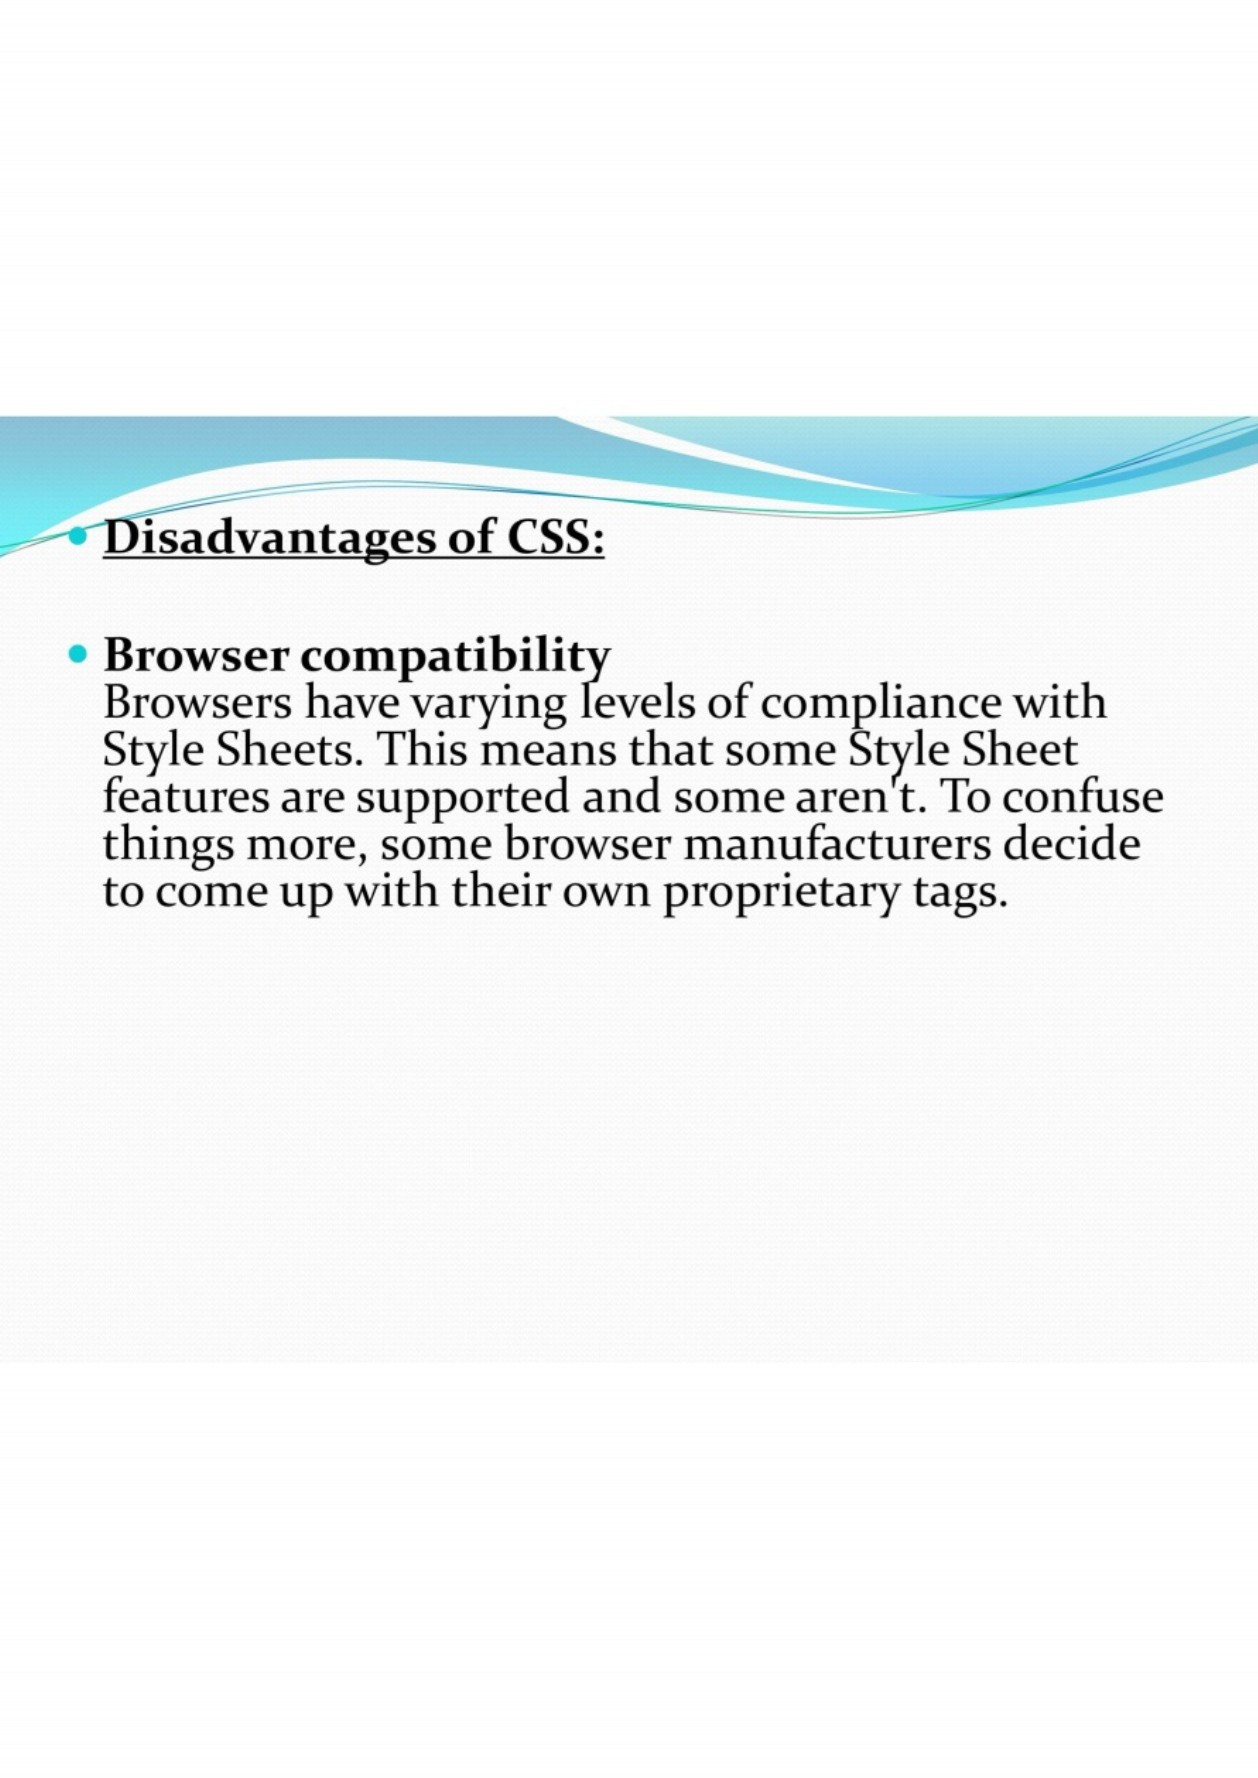 Disadvantages of CSS:
Browser compatibility
Browsers have varying levels of compliance with
Style Sheets. This means that some Style Sheet
features are supported and some aren't. To confuse
things more, some browser manufacturers decide
to come up with their own proprietary tags.